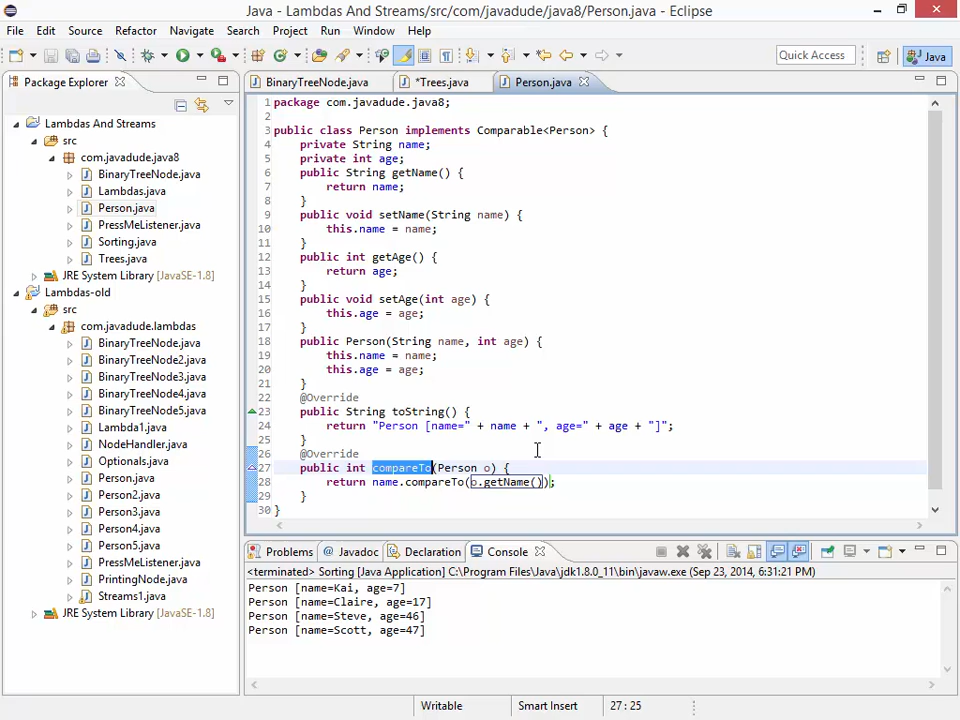 Java - Lambdas And Streams/src/com/javadude/java8/Person.java - Eclipse
File Edit Source Refactor Navigate Search Project Run Window Help
Quick Access
Java
Package Explorer
Lambdas And Streams
src
com.javadude.java8
BinaryTreeNode.java
Lambdas.java
Person.java
PressMeListener.java
Sorting.java
Trees.java
JRE System Library [JavaSE-1.8]
Lambdas-old
src
com.javadude.lambdas
BinaryTreeNode.java
BinaryTreeNode2.java
BinaryTreeNode3.java
BinaryTreeNode4.java
BinaryTreeNode5.java
Lambda1.java
NodeHandler.java
Optionals.java
Person.java
Person2.java
Person3.java
Person4.java
Person5.java
PressMeListener.java
PrintingNode.java
Streams1.java
JRE System Library [JavaSE-1.8]
BinaryTreeNode.java *Trees.java Person.java
1 package com.javadude.java8;
2
3 public class Person implements Comparable<Person> {
4 private String name;
5 private int age;
6 public String getName() {
7 return name;
8 }
9 public void setName(String name) {
10 this.name = name;
11 }
12 public int getAge() {
13 return age;
14 }
15 public void setAge(int age) {
16 this.age = age;
17 }
18 public Person(String name, int age) {
19 this.name = name;
20 this.age = age;
21 }
22 @Override
23 public String toString() {
24 return "Person [name=" + name + ", age=" + age + "]";
25 }
26 @Override
27 public int compareTo(Person o) {
28 return name.compareTo(o.getName());
29 }
30 }
Problems @ Javadoc Declaration Console
<terminated> Sorting [Java Application] C:\Program Files\Java\jdk1.8.0_11\bin\javaw.exe (Sep 23, 2014, 6:31:21 PM)
Person [name=Kai, age=7]
Person [name=Claire, age=17]
Person [name=Steve, age=46]
Person [name=Scott, age=47]
Writable Smart Insert 27 : 25